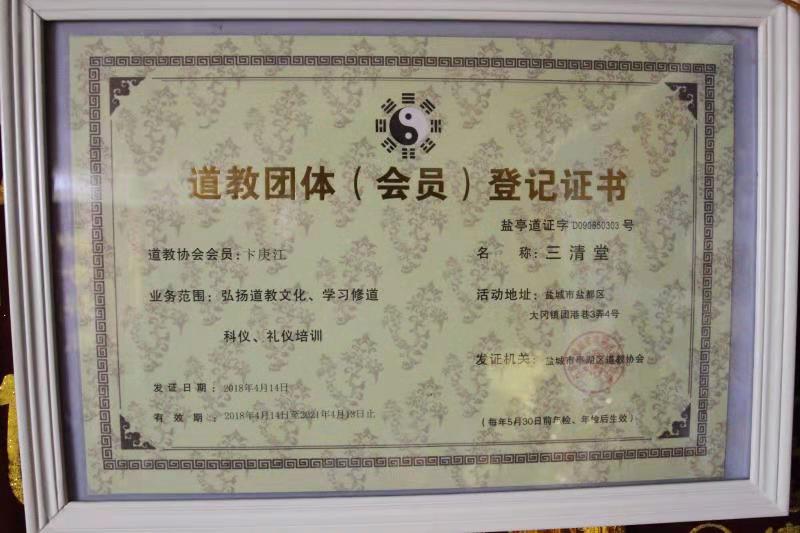 道教团体（会员）登记证书
盐亭道证字D090950303号
道教协会会员：卞庚江
名 称：三清堂
业务范围：弘扬道教文化、学习修道
科仪、礼仪培训
活动地址：盐城市盐都区
大冈镇团港巷3弄4号
发证机关：盐城市亭湖区道教协会
发证日期：2018年4月14日
有效期：2018年4月14日至2021年4月13日止
（每年5月30日前年检、年检后生效）